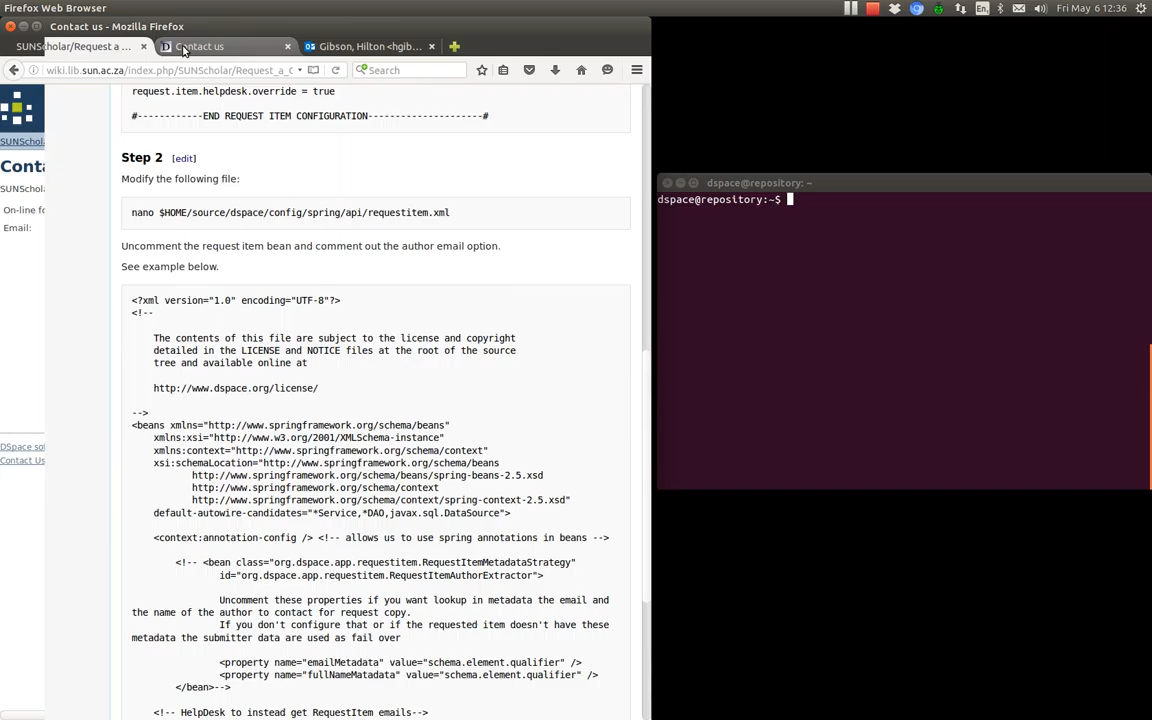 Firefox Web Browser
En
Fri May 6 12:36
Contact us - Mozilla Firefox
SUNScholar/Request a ...
Contact us
Gibson, Hilton <hgib...
wiki.lib.sun.ac.za/index.php/SUNScholar/Request_a_C
Search
request.item.helpdesk.override = true
#------------END REQUEST ITEM CONFIGURATION---------------------#
SUNSchol
Step 2 [edit]
Conta
Modify the following file:
SUNSchola
On-line fo
nano $HOME/source/dspace/config/spring/api/requestitem.xml
Email:
Uncomment the request item bean and comment out the author email option.
See example below.
<?xml version="1.0" encoding="UTF-8"?>
<!--
The contents of this file are subject to the license and copyright
detailed in the LICENSE and NOTICE files at the root of the source
tree and available online at
http://www.dspace.org/license/
-->
<beans xmlns="http://www.springframework.org/schema/beans"
xmlns:xsi="http://www.w3.org/2001/XMLSchema-instance"
xmlns:context="http://www.springframework.org/schema/context"
xsi:schemaLocation="http://www.springframework.org/schema/beans
http://www.springframework.org/schema/beans/spring-beans-2.5.xsd
http://www.springframework.org/schema/context
http://www.springframework.org/schema/context/spring-context-2.5.xsd"
default-autowire-candidates="*Service,*DAO,javax.sql.DataSource">
DSpace sof
Contact Us
<context:annotation-config /> <!-- allows us to use spring annotations in beans -->
<!-- <bean class="org.dspace.app.requestitem.RequestItemMetadataStrategy"
id="org.dspace.app.requestitem.RequestItemAuthorExtractor">
Uncomment these properties if you want lookup in metadata the email and
the name of the author to contact for request copy.
If you don't configure that or if the requested item doesn't have these
metadata the submitter data are used as fail over
<property name="emailMetadata" value="schema.element.qualifier" />
<property name="fullNameMatadata" value="schema.element.qualifier" />
</bean>-->
<!-- HelpDesk to instead get RequestItem emails-->
dspace@repository: ~
dspace@repository:~$